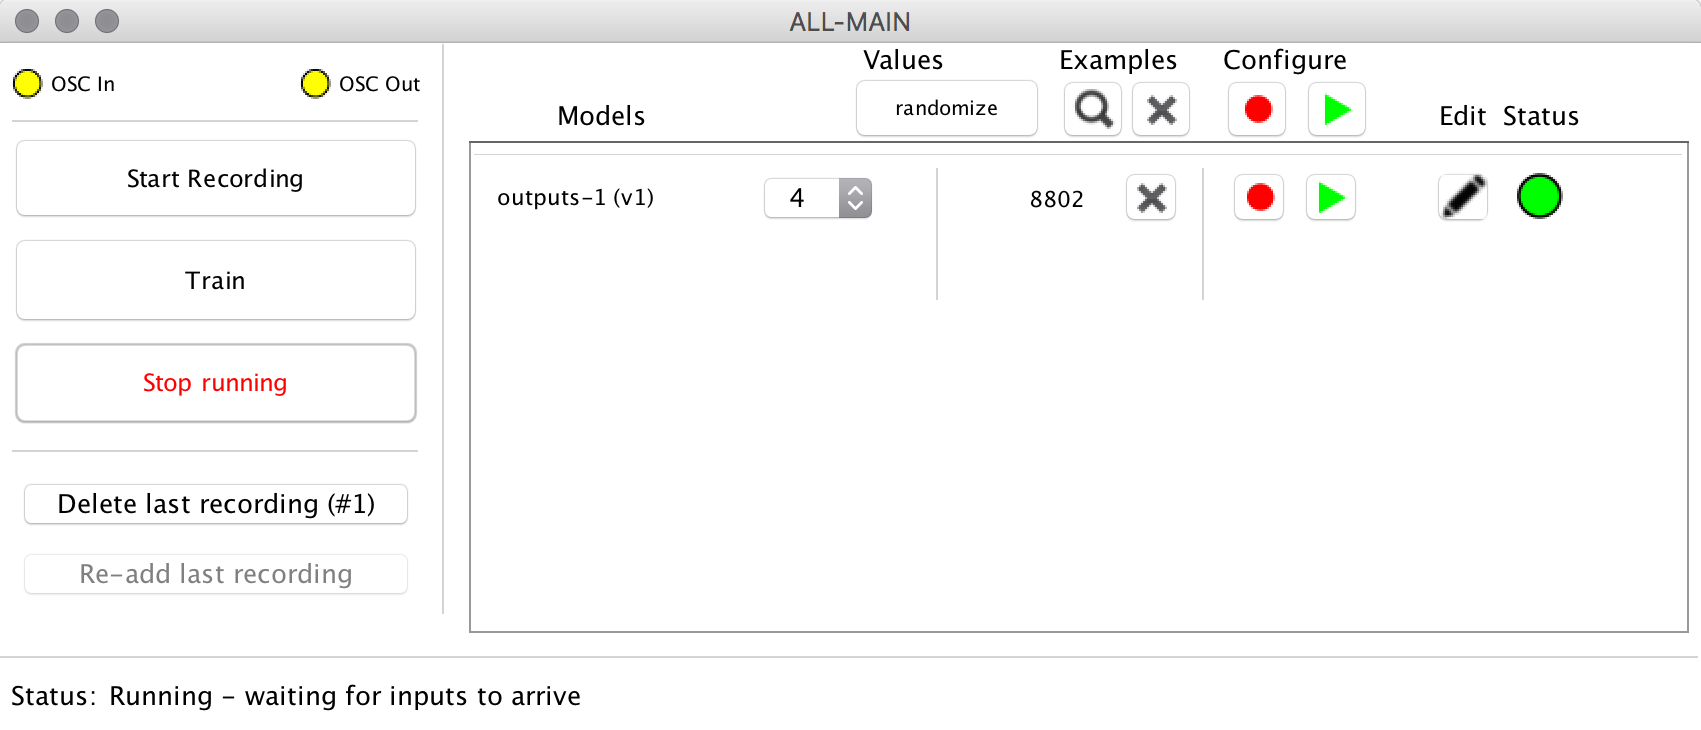 ALL-MAIN
OSC In
OSC Out
Start Recording
Train
Stop running
Delete last recording (#1)
Re-add last recording
Values
Examples
Configure
randomize
Models
Edit
Status
outputs-1 (v1)
4
8802
Status: Running - waiting for inputs to arrive